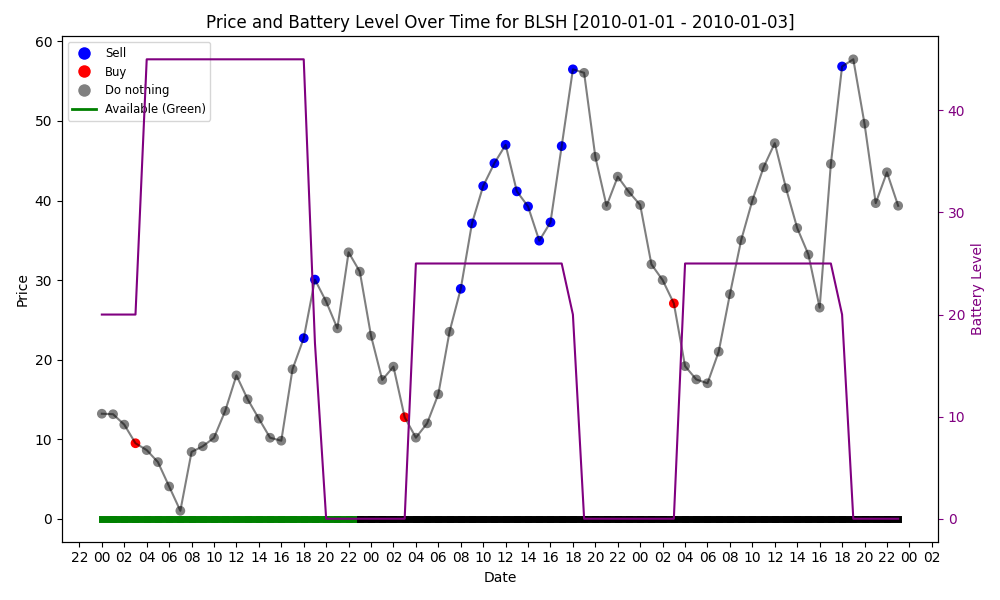 Price and Battery Level Over Time for BLSH [2010-01-01 - 2010-01-03]
Sell
Buy
Do nothing
Available (Green)
60
50
40
30
20
10
0
Price
40
30
20
10
0
Battery Level
22 00 02 04 06 08 10 12 14 16 18 20 22 00 02 04 06 08 10 12 14 16 18 20 22 00 02 04 06 08 10 12 14 16 18 20 22 00 02
Date